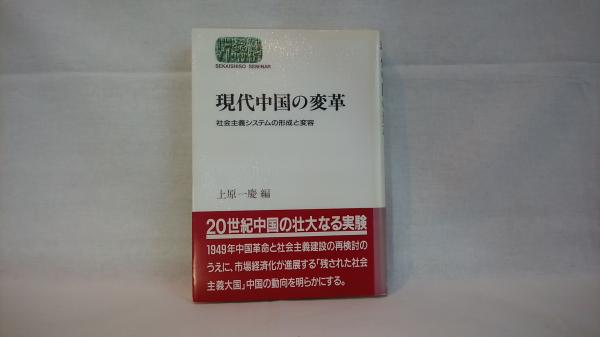 SEKAISHISO SEMINAR
現代中国の変革
社会主義システムの形成と変容
上原一慶 編
20世紀中国の壮大なる実験
1949年中国革命と社会主義建設の再検討の
うえに、市場経済化が進展する「残された社会
主義大国」中国の動向を明らかにする。